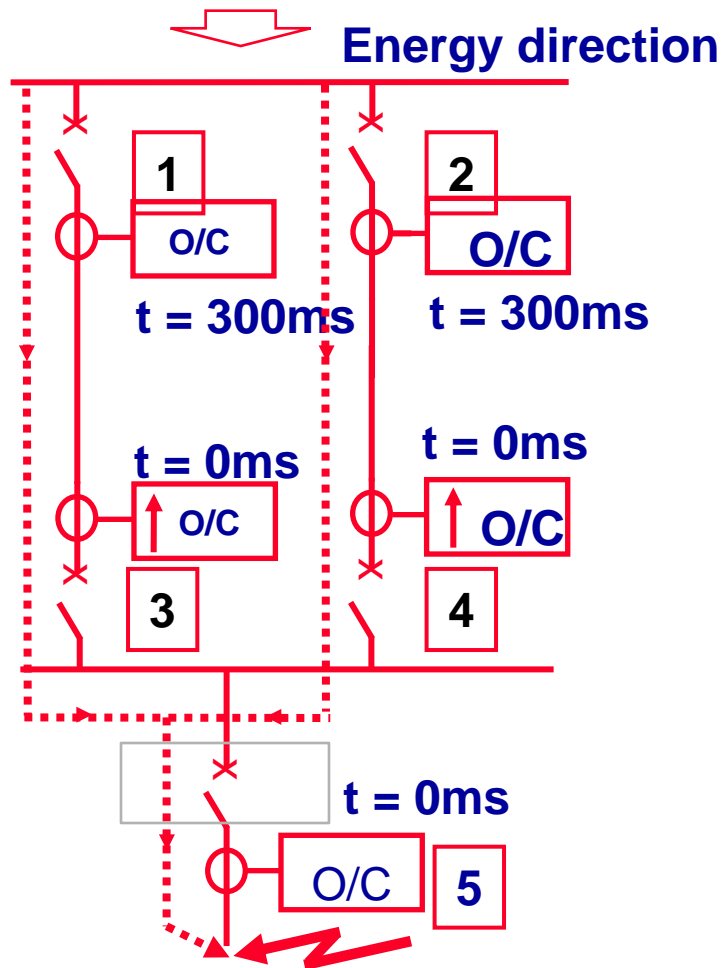 Energy direction
1
2
O/C
O/C
t = 300ms
t = 300ms
t = 0ms
t = 0ms
O/C
O/C
3
4
t = 0ms
O/C
5